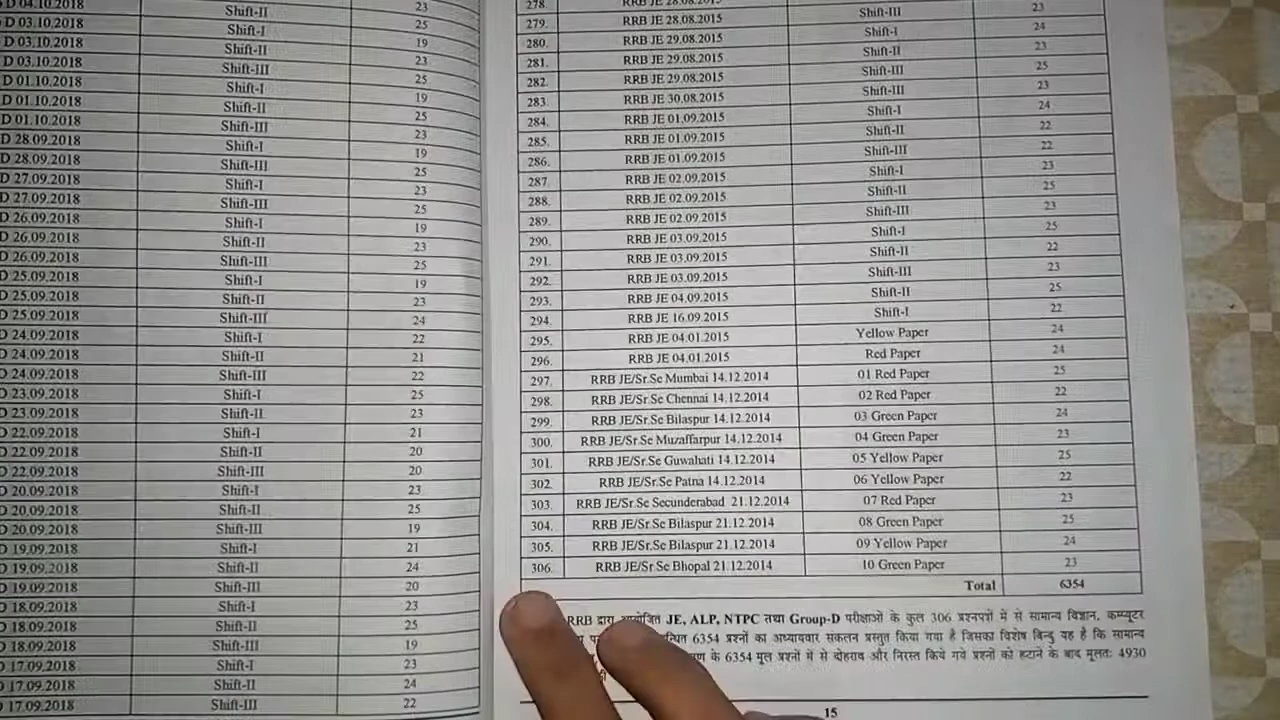 D 04.10.2018 Shift-II 23
D 03.10.2018 Shift-I 25
D 03.10.2018 Shift-II 19
D 03.10.2018 Shift-III 23
D 01.10.2018 Shift-I 25
D 01.10.2018 Shift-II 19
D 01.10.2018 Shift-III 25
D 28.09.2018 Shift-I 23
D 28.09.2018 Shift-III 19
D 27.09.2018 Shift-I 25
D 27.09.2018 Shift-III 23
D 26.09.2018 Shift-I 25
D 26.09.2018 Shift-II 19
D 26.09.2018 Shift-III 23
D 25.09.2018 Shift-I 25
D 25.09.2018 Shift-II 19
D 25.09.2018 Shift-III 23
D 24.09.2018 Shift-I 24
D 24.09.2018 Shift-II 22
D 24.09.2018 Shift-III 21
D 23.09.2018 Shift-I 22
D 23.09.2018 Shift-II 25
D 22.09.2018 Shift-I 23
D 22.09.2018 Shift-II 21
D 22.09.2018 Shift-III 20
D 20.09.2018 Shift-I 20
D 20.09.2018 Shift-II 23
D 20.09.2018 Shift-III 25
D 19.09.2018 Shift-I 19
D 19.09.2018 Shift-II 21
D 19.09.2018 Shift-III 24
D 18.09.2018 Shift-I 20
D 18.09.2018 Shift-II 23
D 18.09.2018 Shift-III 25
D 17.09.2018 Shift-I 19
D 17.09.2018 Shift-II 23
D 17.09.2018 Shift-III 24
22
278. RRB JE 28.08.2015 Shift-III 23
279. RRB JE 28.08.2015 Shift-I 24
280. RRB JE 29.08.2015 Shift-II 23
281. RRB JE 29.08.2015 Shift-III 25
282. RRB JE 29.08.2015 Shift-II 23
283. RRB JE 30.08.2015 Shift-I 24
284. RRB JE 01.09.2015 Shift-II 22
285. RRB JE 01.09.2015 Shift-III 22
286. RRB JE 01.09.2015 Shift-I 23
287. RRB JE 02.09.2015 Shift-II 25
288. RRB JE 02.09.2015 Shift-III 23
289. RRB JE 02.09.2015 Shift-I 25
290. RRB JE 03.09.2015 Shift-II 22
291. RRB JE 03.09.2015 Shift-III 23
292. RRB JE 03.09.2015 Shift-II 25
293. RRB JE 04.09.2015 Shift-I 22
294. RRB JE 16.09.2015 Yellow Paper 24
295. RRB JE 04.01.2015 Red Paper 24
296. RRB JE 04.01.2015
297. RRB JE/Sr.Se Mumbai 14.12.2014 01 Red Paper 25
298. RRB JE/Sr.Se Chennai 14.12.2014 02 Red Paper 22
299. RRB JE/Sr.Se Bilaspur 14.12.2014 03 Green Paper 24
300. RRB JE/Sr.Se Muzaffarpur 14.12.2014 04 Green Paper 23
301. RRB JE/Sr.Se Guwahati 14.12.2014 05 Yellow Paper 25
302. RRB JE/Sr.Se Patna 14.12.2014 06 Yellow Paper 22
303. RRB JE/Sr.Se Secunderabad 21.12.2014 07 Red Paper 23
304. RRB JE/Sr.Se Bilaspur 21.12.2014 08 Green Paper 25
305. RRB JE/Sr.Se Bilaspur 21.12.2014 09 Yellow Paper 24
306. RRB JE/Sr.Se Bhopal 21.12.2014 10 Green Paper 23
Total 6354
RRB द्वारा आयोजित JE, ALP, NTPC तथा Group-D परीक्षाओं के कुल 306 प्रश्नपत्रों में से सामान्य विज्ञान, कम्प्यूटर
6354 प्रश्नों का अध्यायवार संकलन प्रस्तुत किया गया है जिसका विशेष बिन्दु यह है कि सामान्य
के 6354 मूल प्रश्नों में से दोहराव और निरस्त किये गये प्रश्नों को हटाने के बाद मूलतः 4930
15